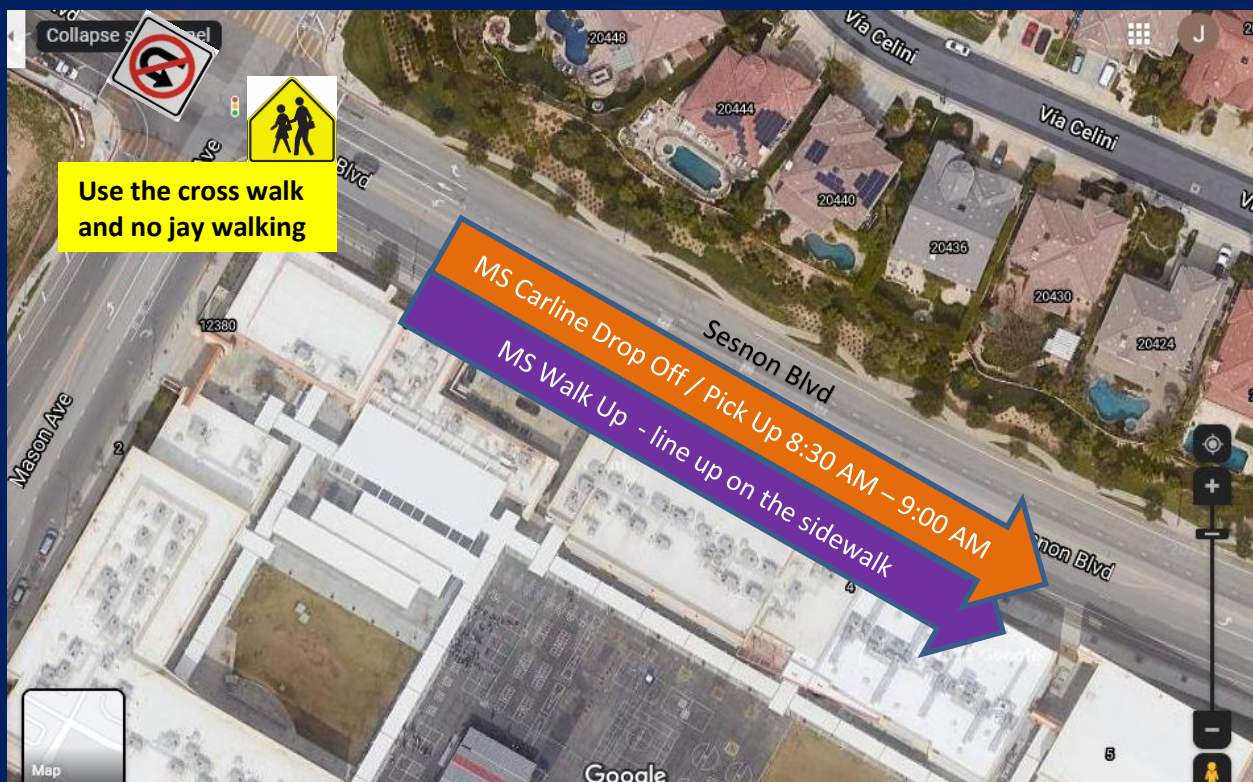 Collapse s nel
20448
Via Celini
J
20444
Via Celini
Blvd
Ave
Use the cross walk
and no jay walking
20440
20436
20430
20424
12380
MS Carline Drop Off / Pick Up 8:30 AM – 9:00 AM
Sesnon Blvd
MS Walk Up - line up on the sidewalk
non Blvd
Mason Ave
2
4
5
Map
Google
Google